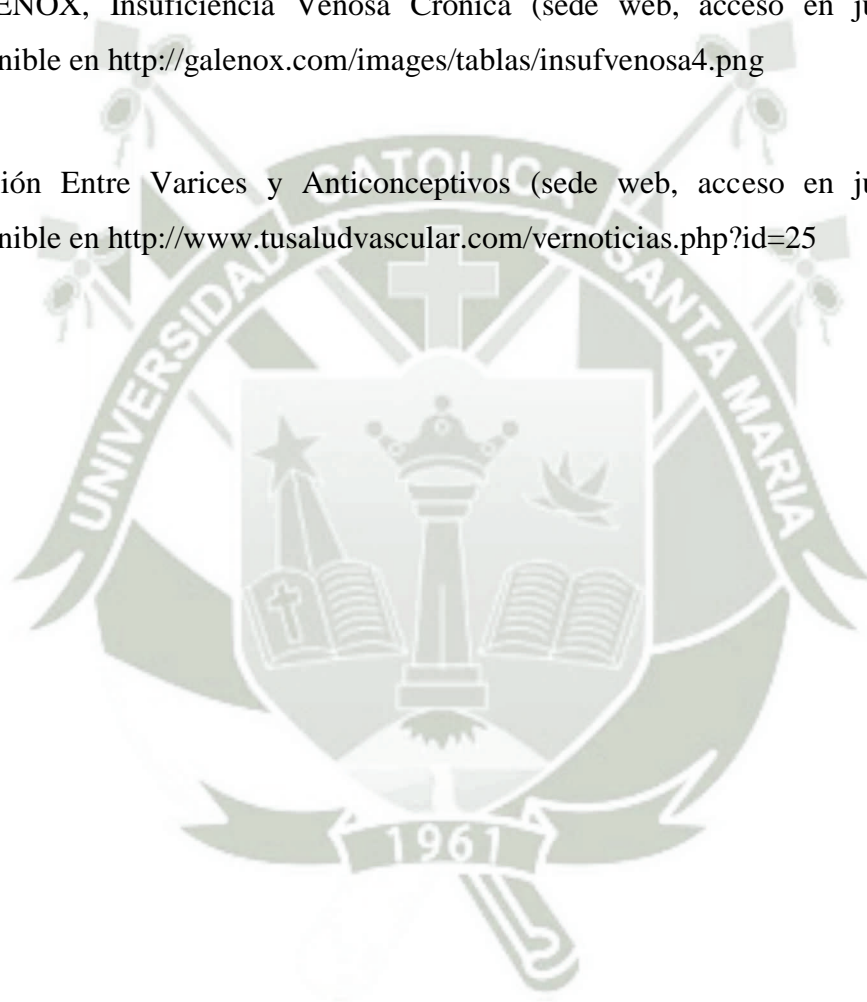 ENOX, Insuficiencia Venosa Crónica (sede web, acceso en ju
nible en http://galenox.com/images/tablas/insufvenosa4.png
ión Entre Varices y Anticonceptivos (sede web, acceso en ju
nible en http://www.tusaludvascular.com/vernoticias.php?id=25
UNIVERSIDAD CATOLICA SANTA MARIA
1961